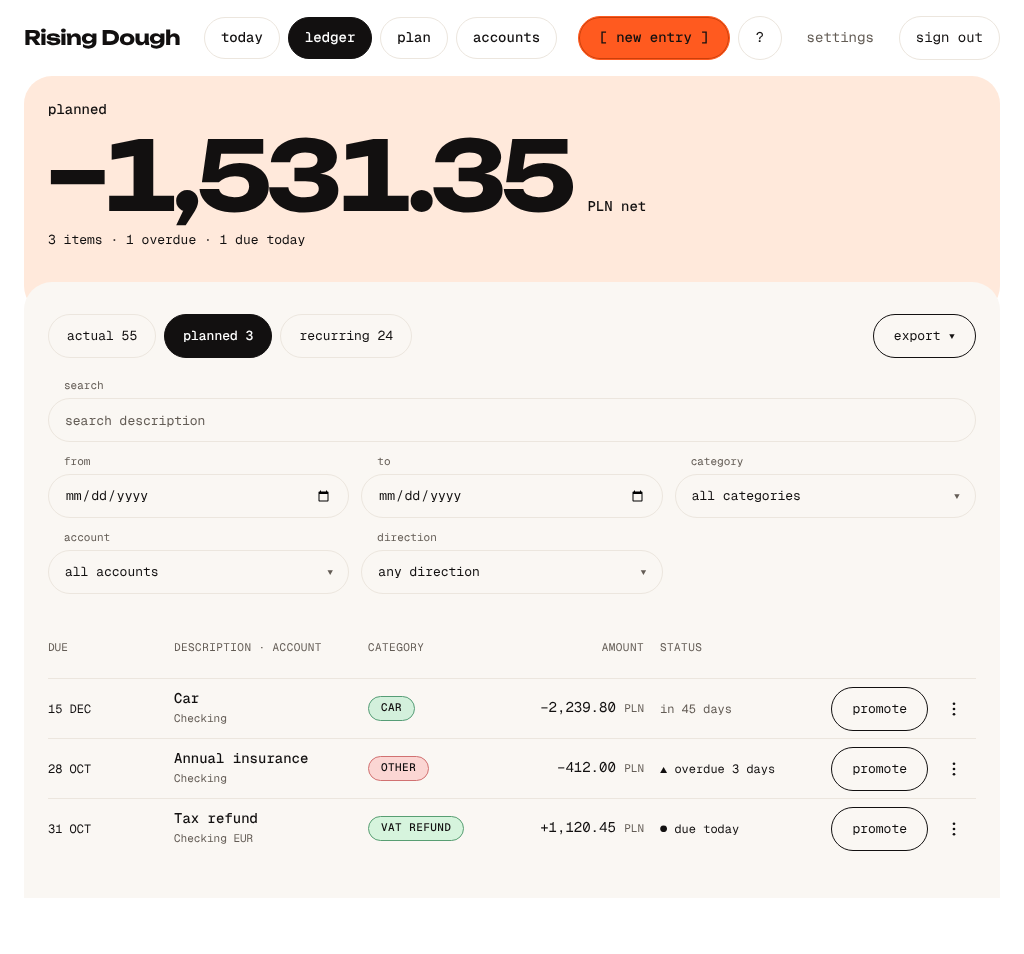 Rising Dough today ledger plan accounts [ new entry ] ? settings sign out
planned
−1,531.35 PLN net
3 items · 1 overdue · 1 due today
actual 55 planned 3 recurring 24 export ▾
search
search description
from to category
mm/dd/yyyy mm/dd/yyyy all categories ▾
account direction
all accounts ▾ any direction ▾
DUE DESCRIPTION · ACCOUNT CATEGORY AMOUNT STATUS
15 DEC Car CAR −2,239.80 PLN in 45 days promote
Checking
28 OCT Annual insurance OTHER −412.00 PLN ▲ overdue 3 days promote
Checking
31 OCT Tax refund VAT REFUND +1,120.45 PLN ● due today promote
Checking EUR